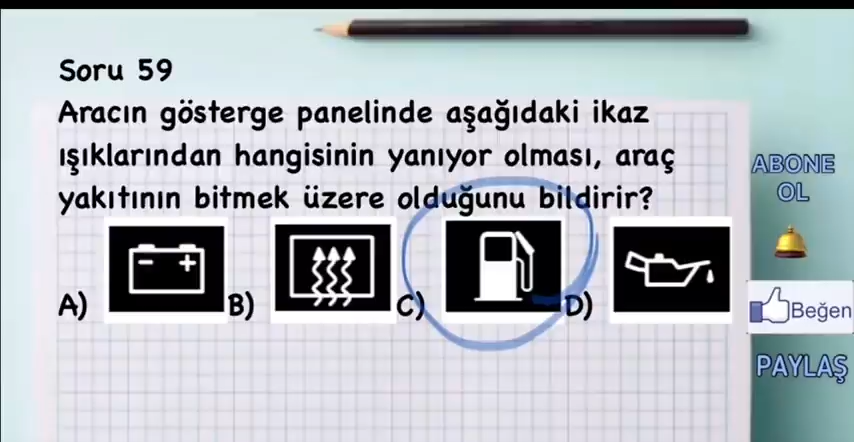 Soru 59
Aracın gösterge panelinde aşağıdaki ikaz
ışıklarından hangisinin yanıyor olması, araç
yakıtının bitmek üzere olduğunu bildirir?
A) B) C) D)
ABONE
OL
Beğen
PAYLAŞ